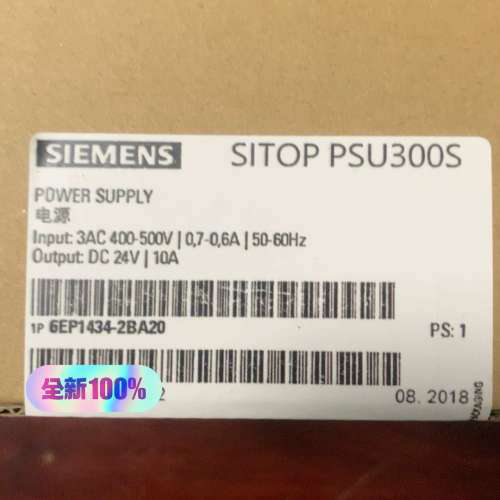 SIEMENS
SITOP PSU300S
POWER SUPPLY
电源
Input: 3AC 400-500V | 0,7-0,6A | 50-60Hz
Output: DC 24V | 10A
1P 6EP1434-2BA20
PS: 1
全新100%
2
08. 2018